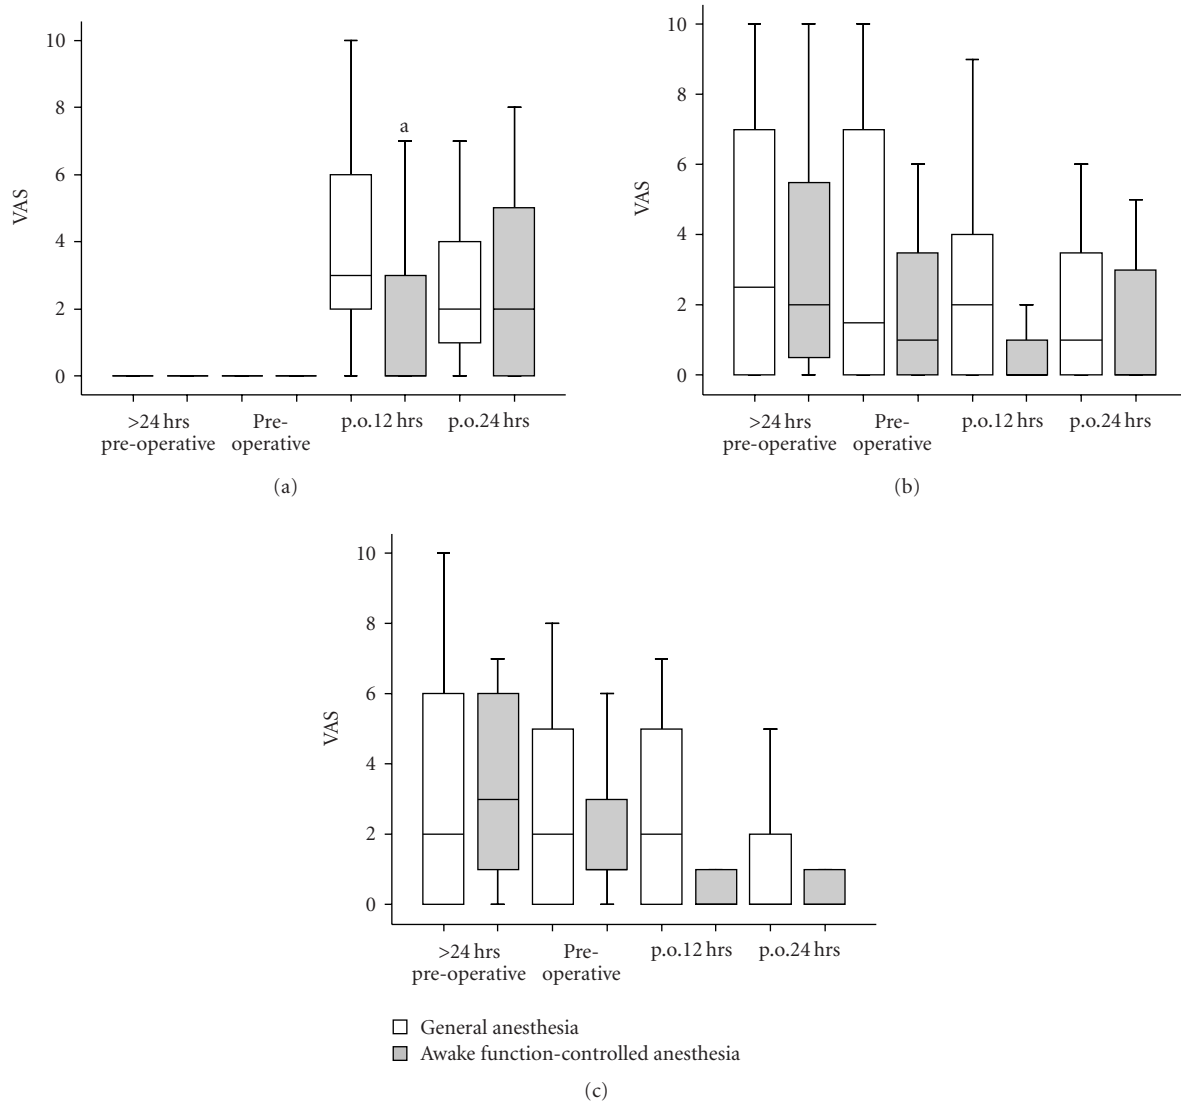 10
8
6
4
2
0
VAS
a
>24 hrs
pre-operative
Pre-
operative
p.o.12 hrs
p.o.24 hrs
(a)
10
8
6
4
2
0
VAS
>24 hrs
pre-operative
Pre-
operative
p.o.12 hrs
p.o.24 hrs
(b)
10
8
6
4
2
0
VAS
>24 hrs
pre-operative
Pre-
operative
p.o.12 hrs
p.o.24 hrs
General anesthesia
Awake function-controlled anesthesia
(c)